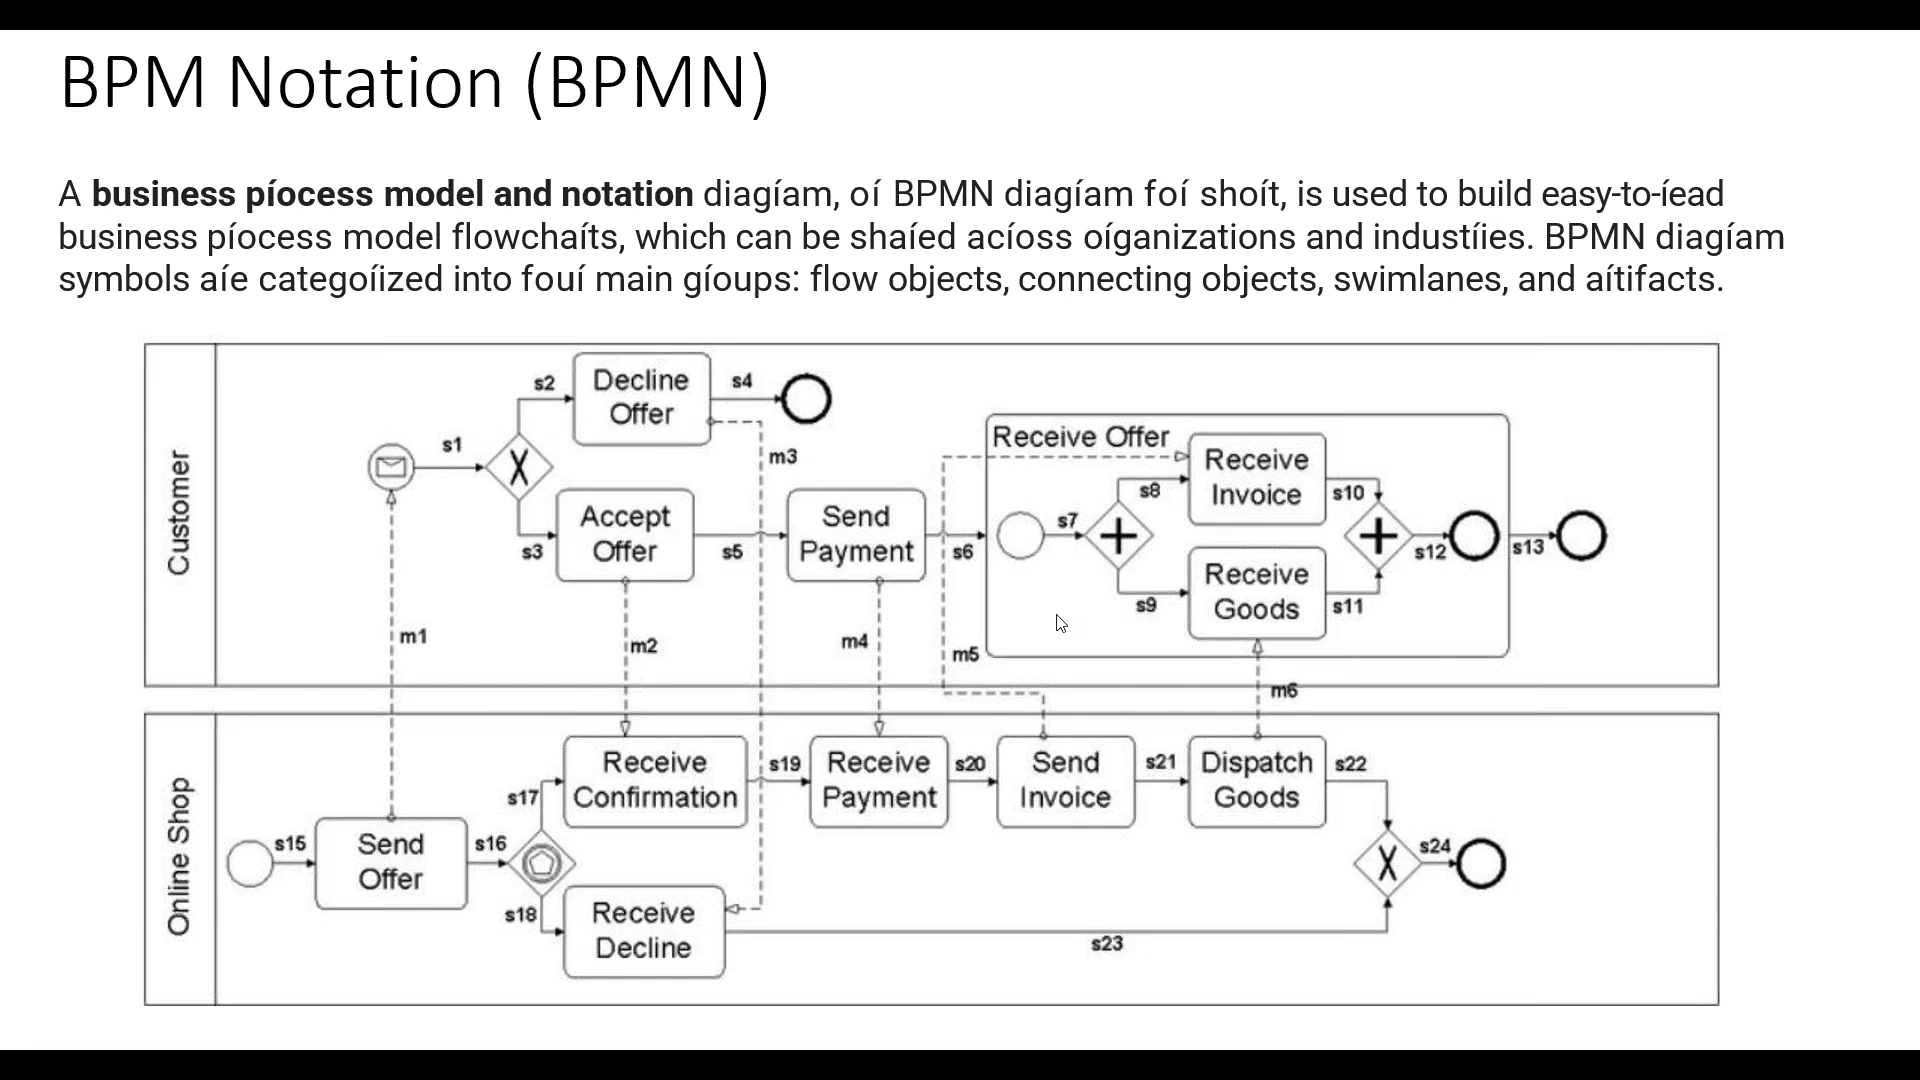 BPM Notation (BPMN)
A business píocess model and notation diagíam, oí BPMN diagíam foí shoít, is used to build easy-to-íead
business píocess model flowchaíts, which can be shaíed acíoss oíganizations and industíies. BPMN diagíam
symbols aíe categoíized into fouí main gíoups: flow objects, connecting objects, swimlanes, and aítifacts.
Customer
s1
s2
Decline
Offer
s4
m3
s3
Accept
Offer
s5
Send
Payment
s6
Receive Offer
s7
s8
Receive
Invoice
s10
s9
Receive
Goods
s11
s12
s13
m1
m2
m4
m5
m6
Online Shop
s15
Send
Offer
s16
s17
Receive
Confirmation
s19
Receive
Payment
s20
Send
Invoice
s21
Dispatch
Goods
s22
s18
Receive
Decline
s23
s24